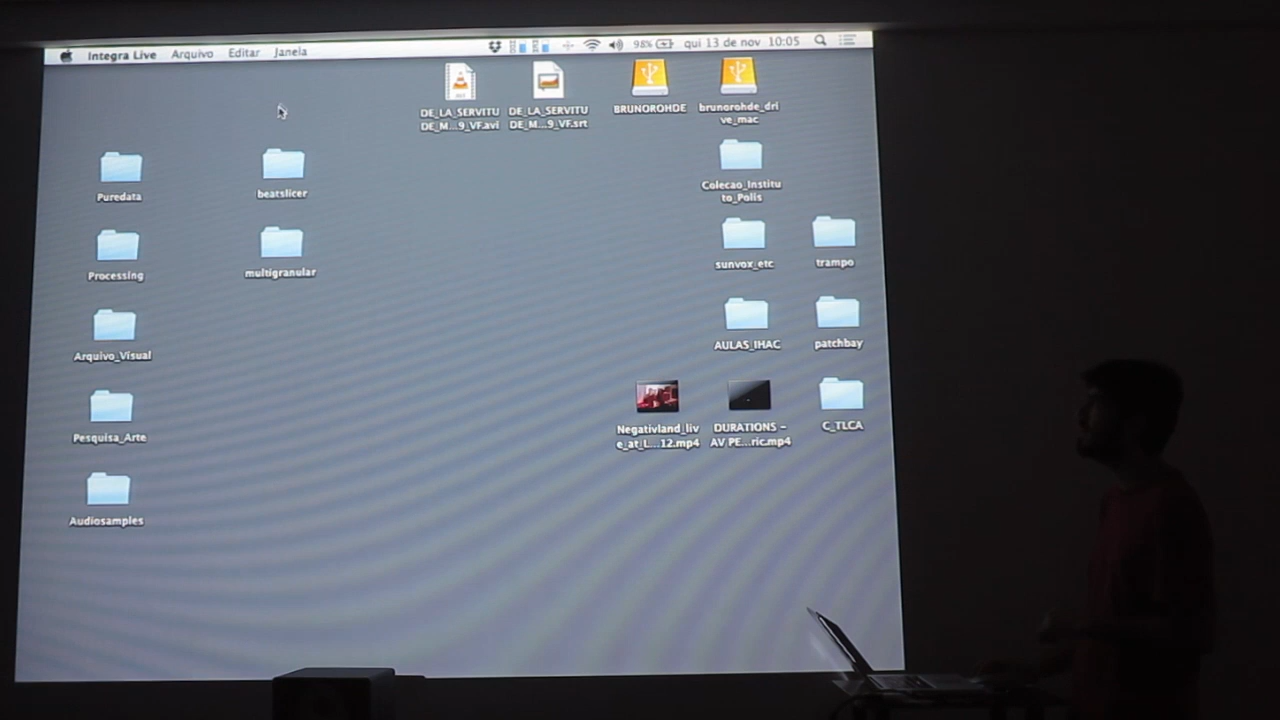 Integra Live Arquivo Editar Janela 98% qui 13 de nov 10:05
DE_LA_SERVITU
DE_M...9_VF.avi
DE_LA_SERVITU
DE_M...9_VF.srt
BRUNOROHDE
brunorohde_dri
ve_mac
Puredata
beatslicer
Colecao_Institu
to_Polis
Processing
multigranular
sunvox_etc
trampo
Arquivo_Visual
AULAS_IHAC
patchbay
Pesquisa_Arte
Negativland_liv
e_at_L...12.mp4
DURATIONS -
AV PE...ric.mp4
C_TLCA
Audiosamples